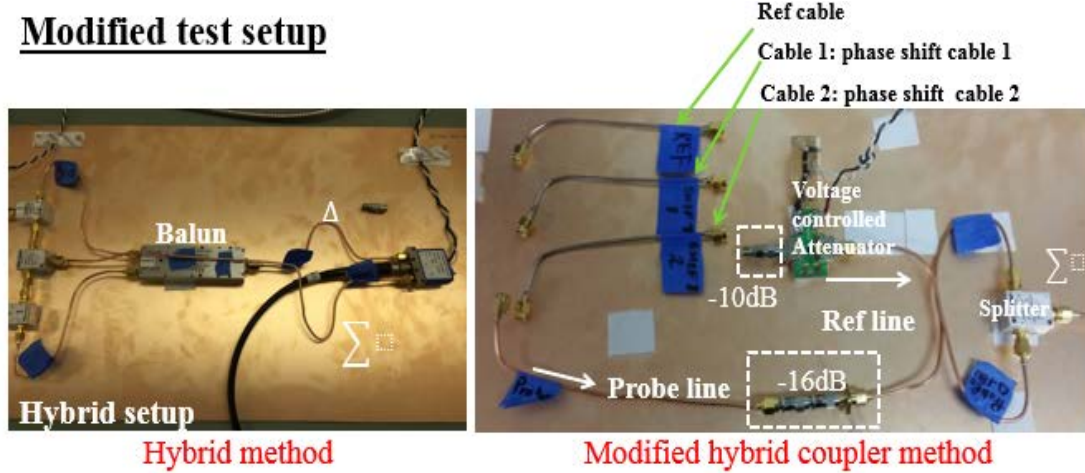 Modified test setup
Ref cable
Cable 1: phase shift cable 1
Cable 2: phase shift cable 2
Δ
Balun
∑
Hybrid setup
REF
Voltage
controlled
Attenuator
-10dB
Ref line
∑
Splitter
Probe line
-16dB
Hybrid method
Modified hybrid coupler method